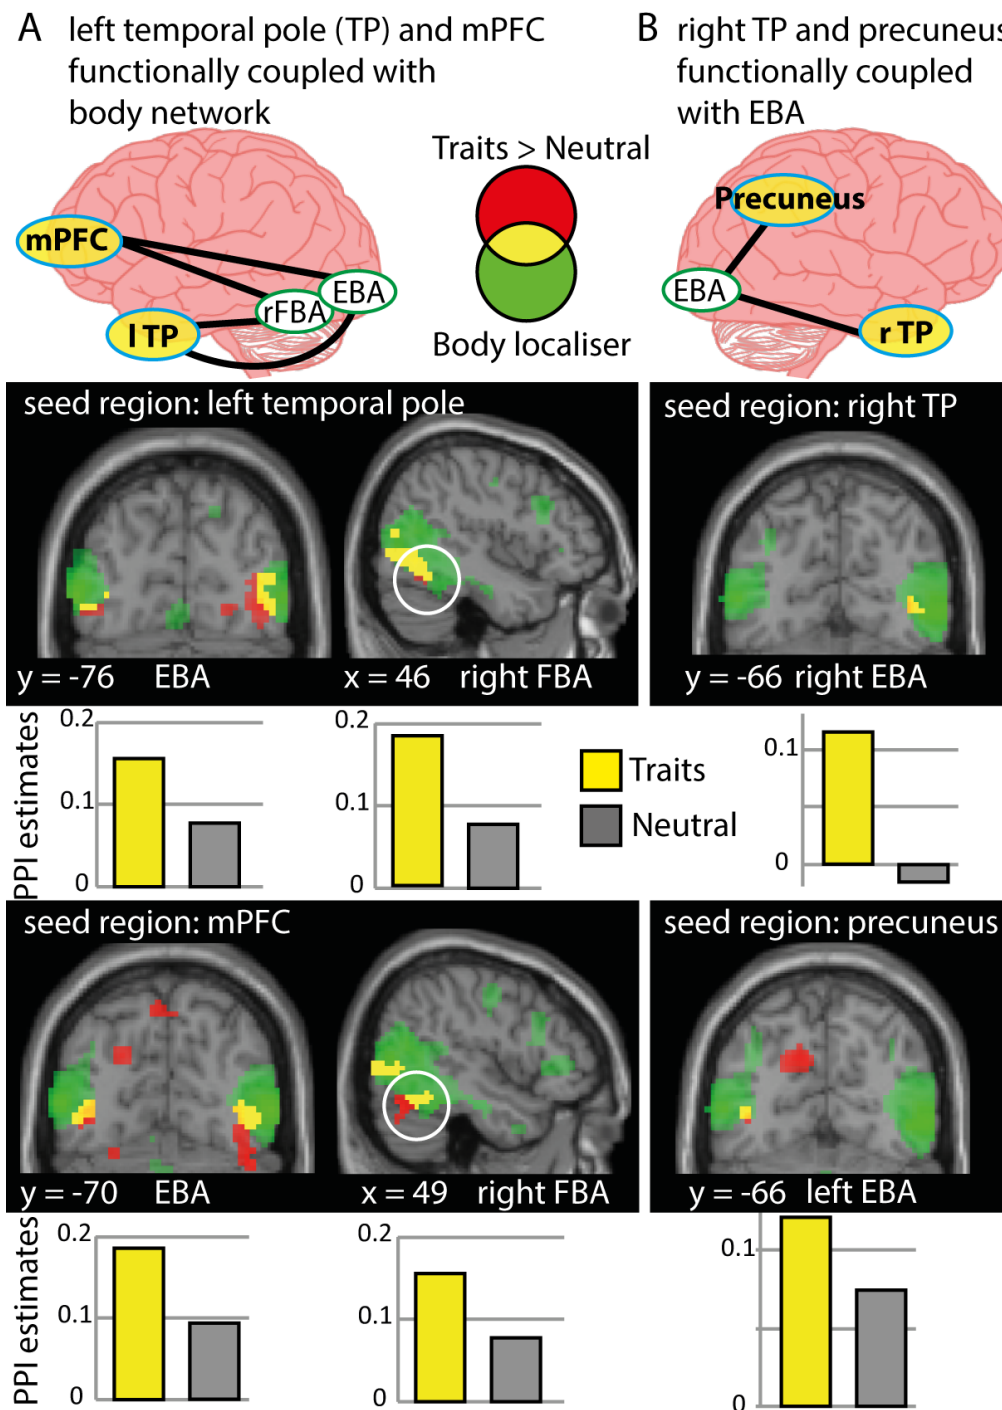 A left temporal pole (TP) and mPFC
functionally coupled with
body network
B right TP and precuneus
functionally coupled
with EBA
Traits > Neutral
Body localiser
mPFC
rFBA
EBA
l TP
Precuneus
EBA
r TP
seed region: left temporal pole
y = -76 EBA
x = 46 right FBA
seed region: right TP
y = -66 right EBA
PPI estimates
0.2
0.1
0
0.2
0.1
0
Traits
Neutral
0.1
0
seed region: mPFC
y = -70 EBA
x = 49 right FBA
seed region: precuneus
y = -66 left EBA
PPI estimates
0.2
0.1
0
0.2
0.1
0
0.1
0